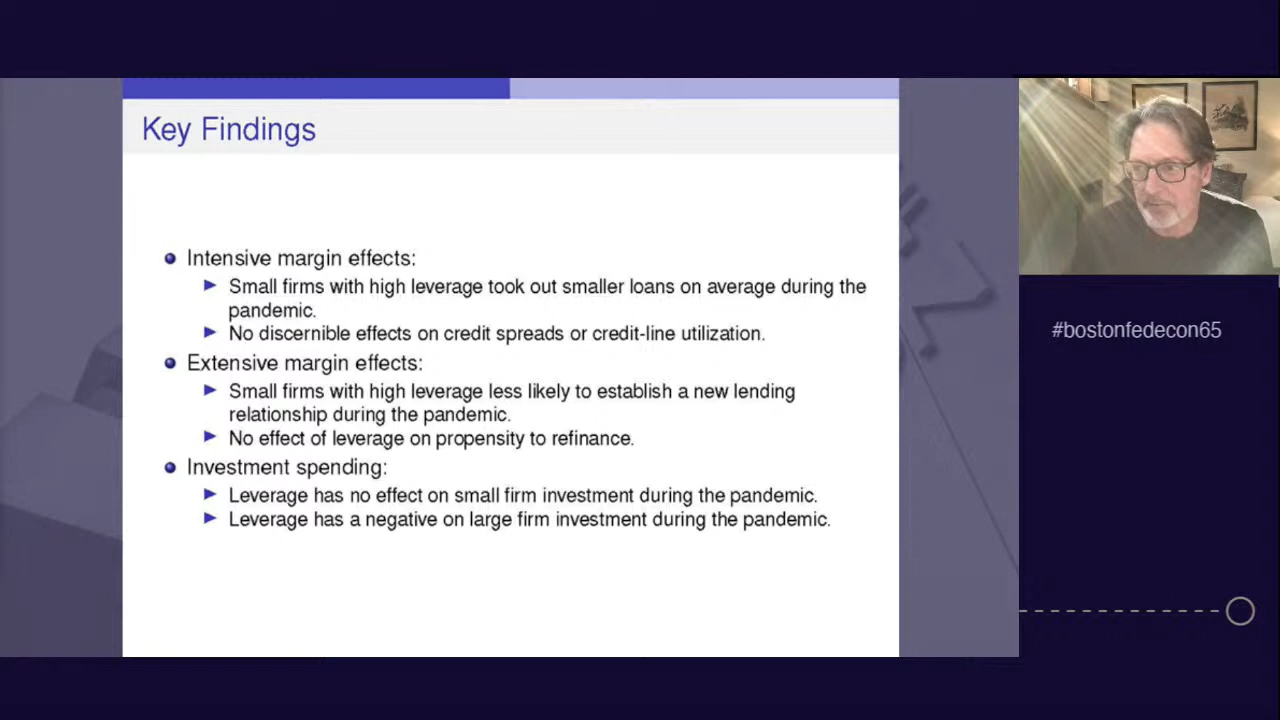 Key Findings
Intensive margin effects:
Small firms with high leverage took out smaller loans on average during the
pandemic.
No discernible effects on credit spreads or credit-line utilization.
Extensive margin effects:
Small firms with high leverage less likely to establish a new lending
relationship during the pandemic.
No effect of leverage on propensity to refinance.
Investment spending:
Leverage has no effect on small firm investment during the pandemic.
Leverage has a negative on large firm investment during the pandemic.
#bostonfedecon65